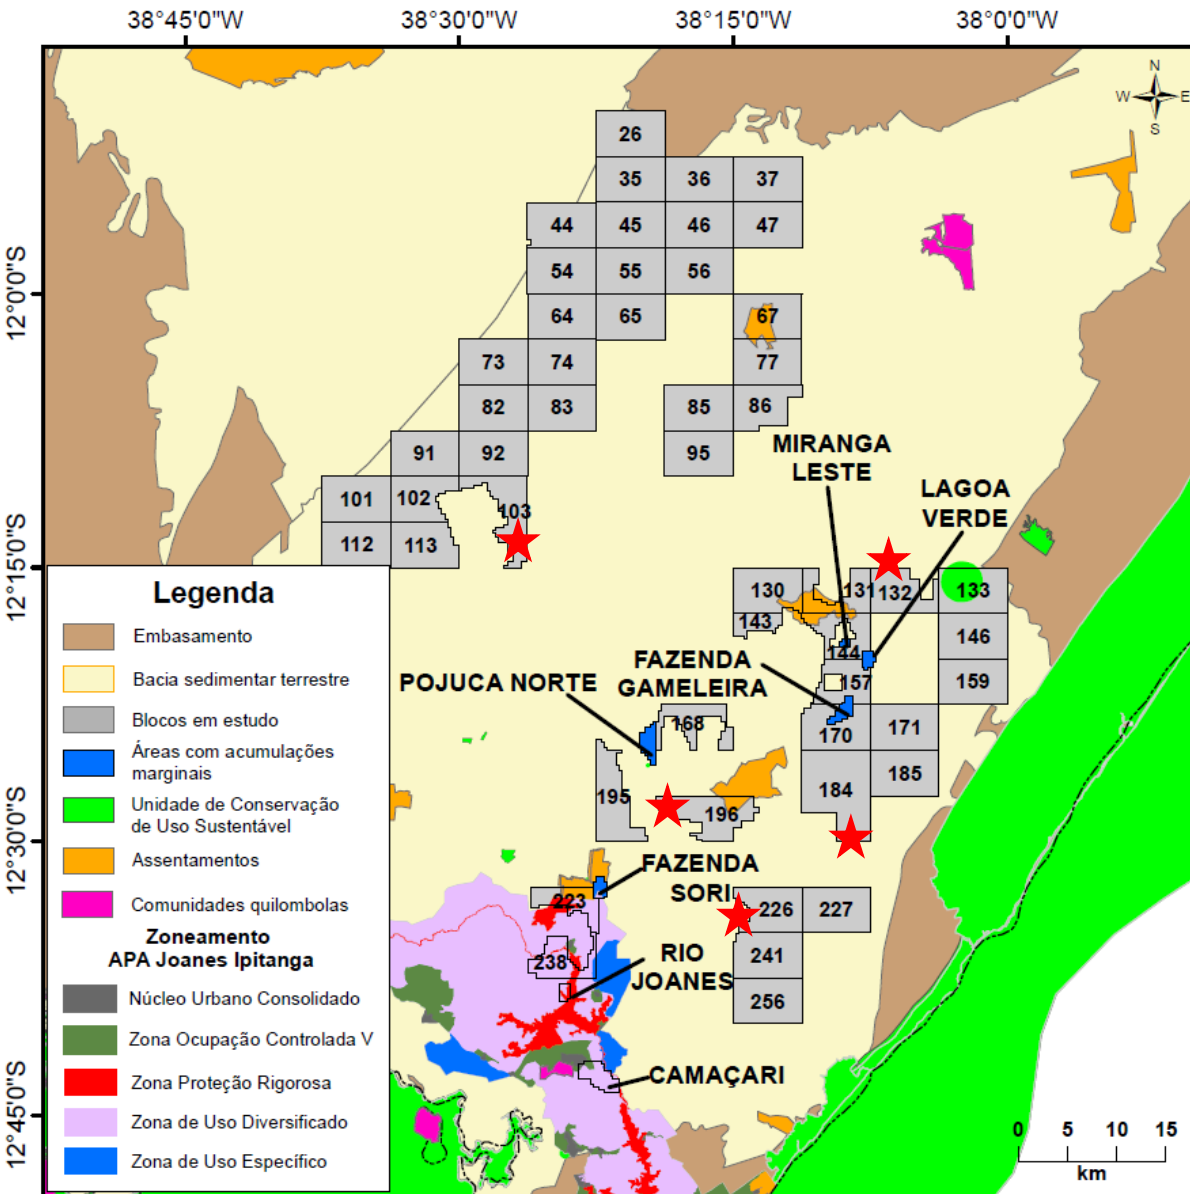 38°45'0"W 38°30'0"W 38°15'0"W 38°0'0"W
N
W E
S
26
35 36 37
44 45 46 47
54 55 56
12°0'0"S
64 65 67
73 74 77
82 83 85 86
91 92 95
MIRANGA
LESTE
LAGOA
VERDE
101 102 103
112 113
12°15'0"S
130 131 132 133
143 144 146
157 159
FAZENDA
GAMELEIRA
POJUCA NORTE
168 170 171
184 185
195 196
12°30'0"S
FAZENDA
SORI
223 226 227
238 241
RIO
JOANES
256
CAMAÇARI
12°45'0"S
0 5 10 15
km
Legenda
Embasamento
Bacia sedimentar terrestre
Blocos em estudo
Áreas com acumulações
marginais
Unidade de Conservação
de Uso Sustentável
Assentamentos
Comunidades quilombolas
Zoneamento
APA Joanes Ipitanga
Núcleo Urbano Consolidado
Zona Ocupação Controlada V
Zona Proteção Rigorosa
Zona de Uso Diversificado
Zona de Uso Específico